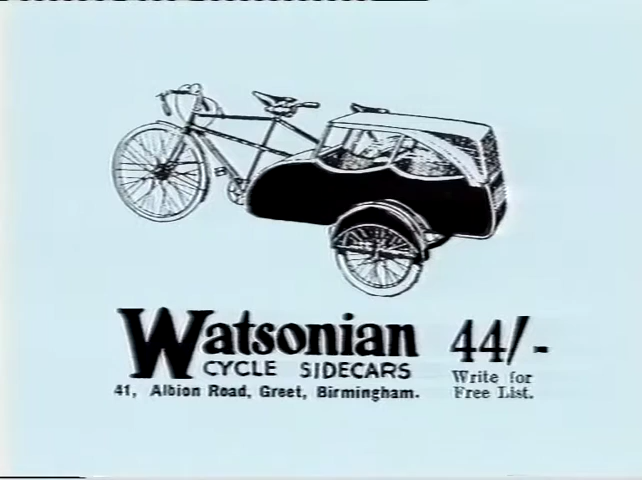 Watsonian
CYCLE SIDECARS
41, Albion Road, Greet, Birmingham.
44/-
Write for
Free List.